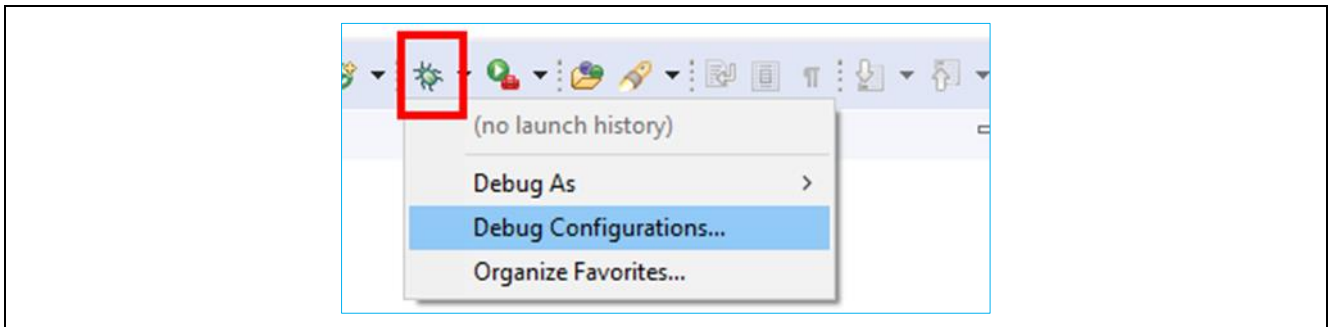 (no launch history)
Debug As
Debug Configurations...
Organize Favorites...